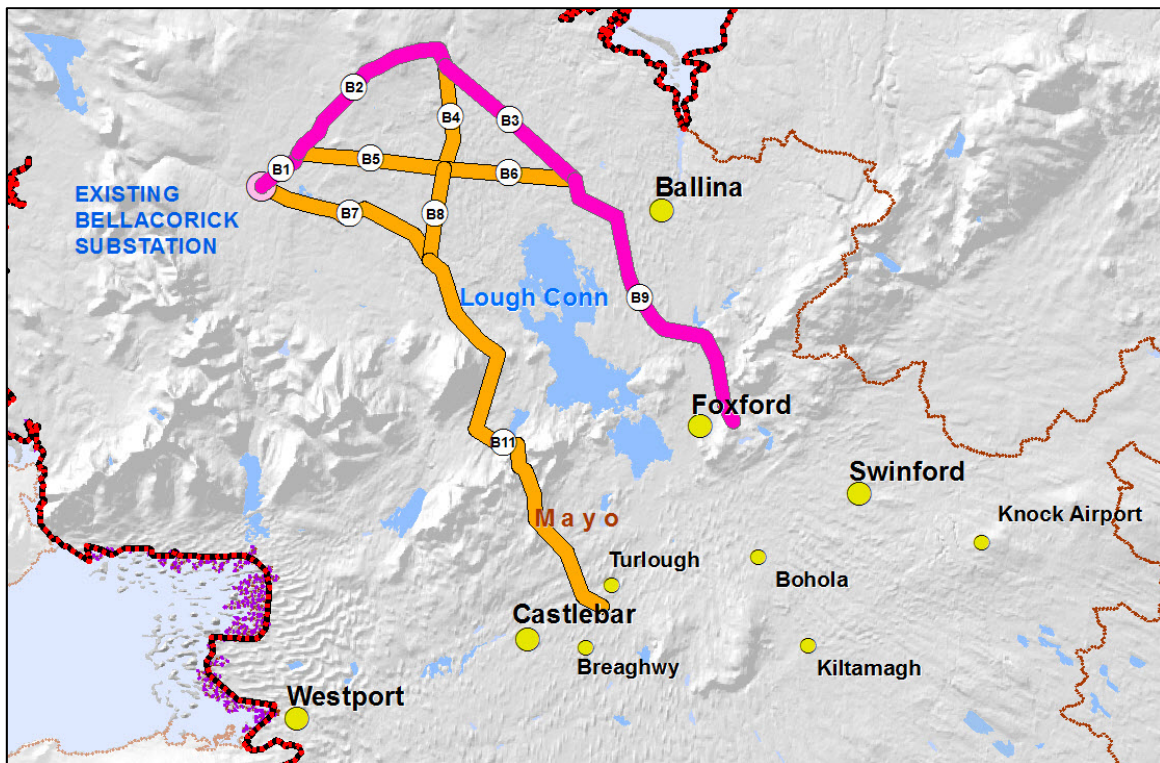 B2
B4
B3
B1
B5
B6
EXISTING
BELLACORICK
SUBSTATION
B7
B8
Ballina
Lough Conn
B9
Foxford
B11
Swinford
Mayo
Knock Airport
Turlough
Bohola
Castlebar
Breaghwy
Kiltamagh
Westport